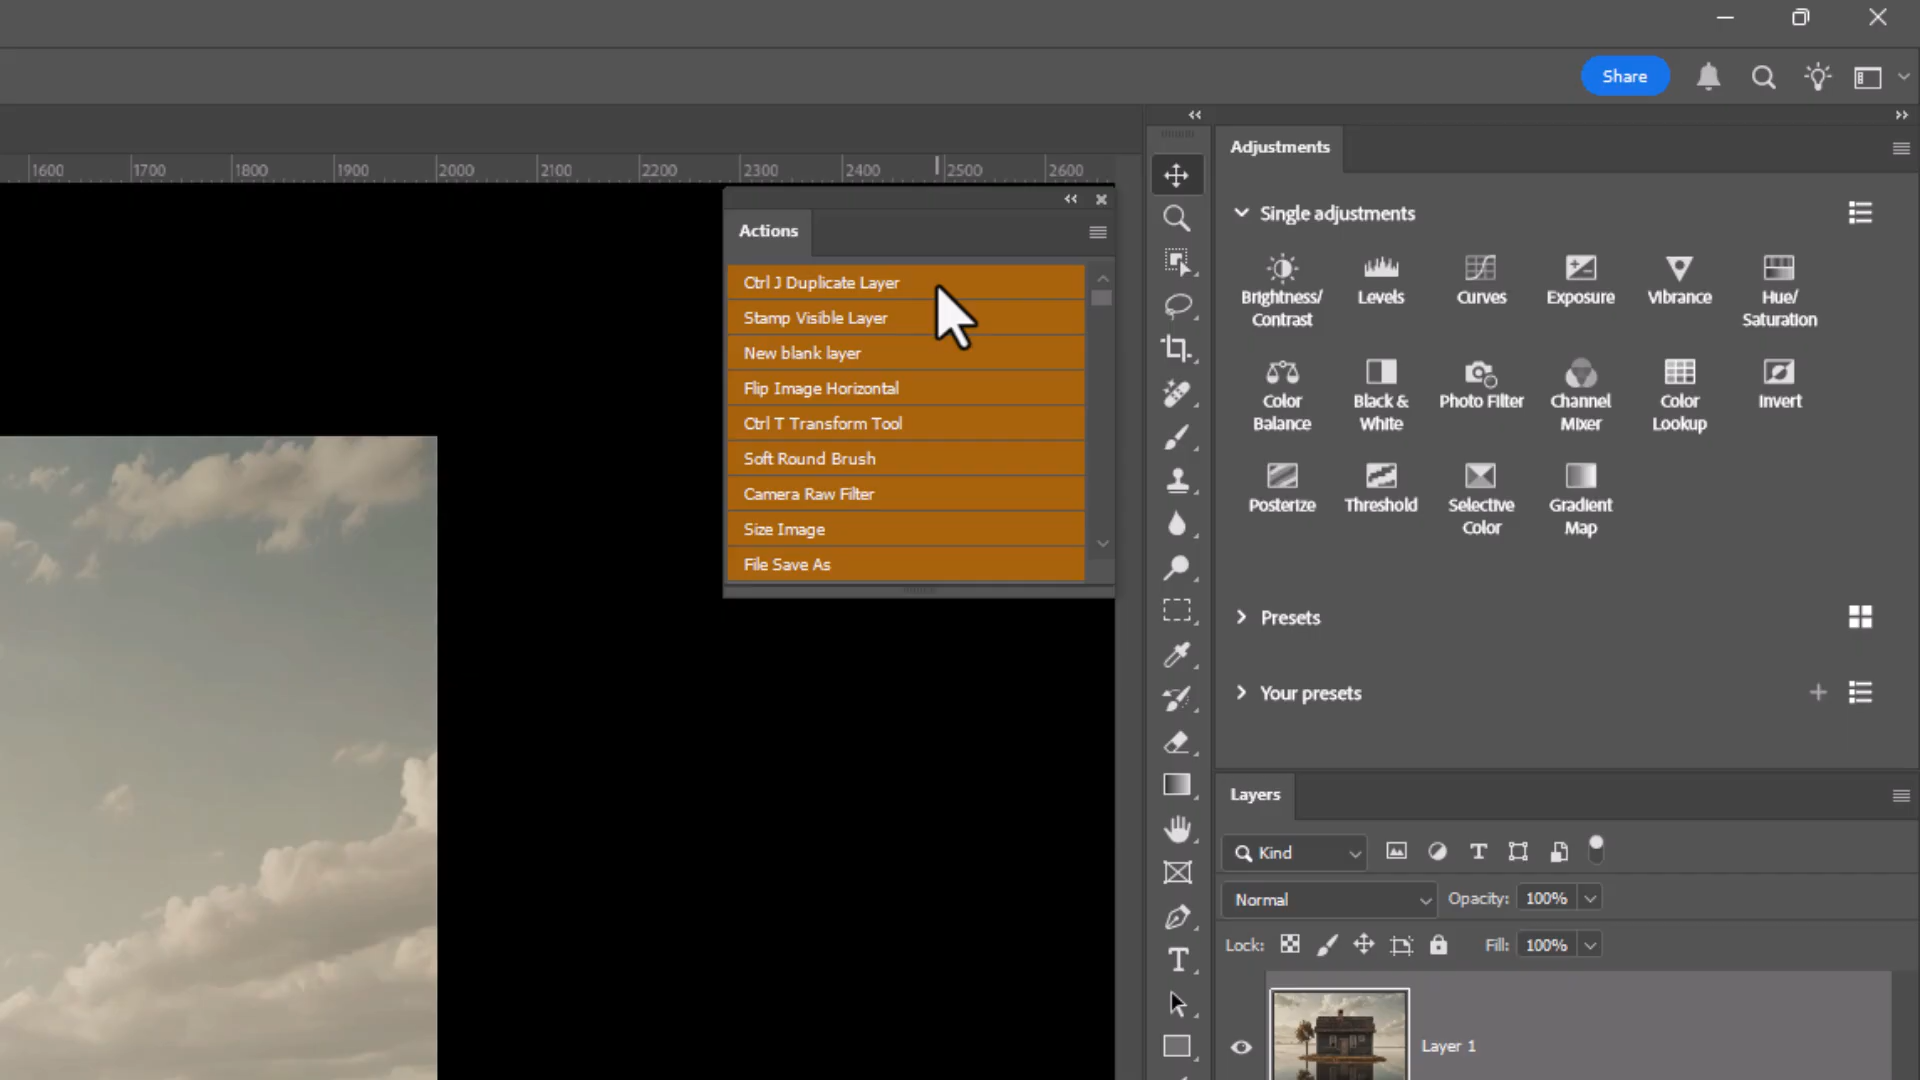 Share
1600 1700 1800 1900 2000 2100 2200 2300 2400 2500 2600
Actions
Ctrl J Duplicate Layer
Stamp Visible Layer
New blank layer
Flip Image Horizontal
Ctrl T Transform Tool
Soft Round Brush
Camera Raw Filter
Size Image
File Save As
Adjustments
Single adjustments
Brightness/ Levels Curves Exposure Vibrance Hue/
Contrast Saturation
Color Black & Photo Filter Channel Color Invert
Balance White Mixer Lookup
Posterize Threshold Selective Gradient
Color Map
Presets
Your presets
Layers
Kind
Normal Opacity: 100%
Lock: Fill: 100%
Layer 1